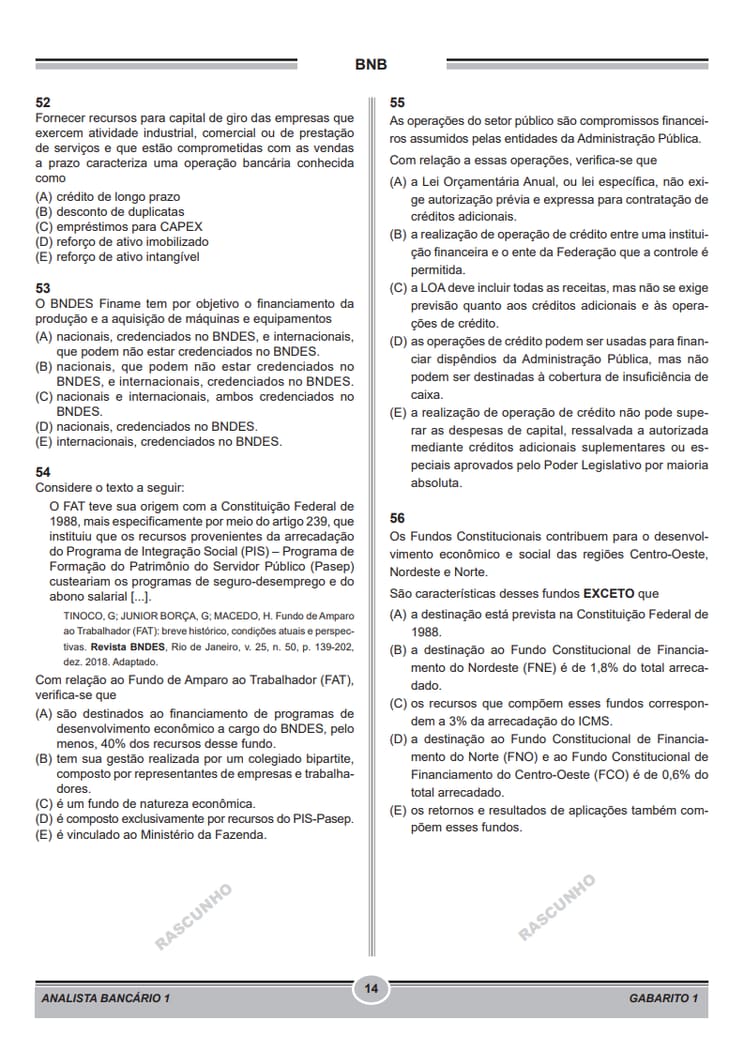 BNB
52
Fornecer recursos para capital de giro das empresas que
exercem atividade industrial, comercial ou de prestação
de serviços e que estão comprometidas com as vendas
a prazo caracteriza uma operação bancária conhecida
como
(A) crédito de longo prazo
(B) desconto de duplicatas
(C) empréstimos para CAPEX
(D) reforço de ativo imobilizado
(E) reforço de ativo intangível
53
O BNDES Finame tem por objetivo o financiamento da
produção e a aquisição de máquinas e equipamentos
(A) nacionais, credenciados no BNDES, e internacionais,
que podem não estar credenciados no BNDES.
(B) nacionais, que podem não estar credenciados no
BNDES, e internacionais, credenciados no BNDES.
(C) nacionais e internacionais, ambos credenciados no
BNDES.
(D) nacionais, credenciados no BNDES.
(E) internacionais, credenciados no BNDES.
54
Considere o texto a seguir:
O FAT teve sua origem com a Constituição Federal de
1988, mais especificamente por meio do artigo 239, que
instituiu que os recursos provenientes da arrecadação
do Programa de Integração Social (PIS) – Programa de
Formação do Patrimônio do Servidor Público (Pasep)
custeariam os programas de seguro-desemprego e do
abono salarial [...].
TINOCO, G; JUNIOR BORÇA, G; MACEDO, H. Fundo de Amparo
ao Trabalhador (FAT): breve histórico, condições atuais e perspec-
tivas. Revista BNDES, Rio de Janeiro, v. 25, n. 50, p. 139-202,
dez. 2018. Adaptado.
Com relação ao Fundo de Amparo ao Trabalhador (FAT),
verifica-se que
(A) são destinados ao financiamento de programas de
desenvolvimento econômico a cargo do BNDES, pelo
menos, 40% dos recursos desse fundo.
(B) tem sua gestão realizada por um colegiado bipartite,
composto por representantes de empresas e trabalha-
dores.
(C) é um fundo de natureza econômica.
(D) é composto exclusivamente por recursos do PIS-Pasep.
(E) é vinculado ao Ministério da Fazenda.
RASCUNHO
55
As operações do setor público são compromissos financei-
ros assumidos pelas entidades da Administração Pública.
Com relação a essas operações, verifica-se que
(A) a Lei Orçamentária Anual, ou lei específica, não exi-
ge autorização prévia e expressa para contratação de
créditos adicionais.
(B) a realização de operação de crédito entre uma institui-
ção financeira e o ente da Federação que a controle é
permitida.
(C) a LOA deve incluir todas as receitas, mas não se exige
previsão quanto aos créditos adicionais e às opera-
ções de crédito.
(D) as operações de crédito podem ser usadas para finan-
ciar dispêndios da Administração Pública, mas não
podem ser destinadas à cobertura de insuficiência de
caixa.
(E) a realização de operação de crédito não pode supe-
rar as despesas de capital, ressalvada a autorizada
mediante créditos adicionais suplementares ou es-
peciais aprovados pelo Poder Legislativo por maioria
absoluta.
56
Os Fundos Constitucionais contribuem para o desenvol-
vimento econômico e social das regiões Centro-Oeste,
Nordeste e Norte.
São características desses fundos EXCETO que
(A) a destinação está prevista na Constituição Federal de
1988.
(B) a destinação ao Fundo Constitucional de Financia-
mento do Nordeste (FNE) é de 1,8% do total arreca-
dado.
(C) os recursos que compõem esses fundos correspon-
dem a 3% da arrecadação do ICMS.
(D) a destinação ao Fundo Constitucional de Financia-
mento do Norte (FNO) e ao Fundo Constitucional de
Financiamento do Centro-Oeste (FCO) é de 0,6% do
total arrecadado.
(E) os retornos e resultados de aplicações também com-
põem esses fundos.
RASCUNHO
ANALISTA BANCÁRIO 1
14
GABARITO 1